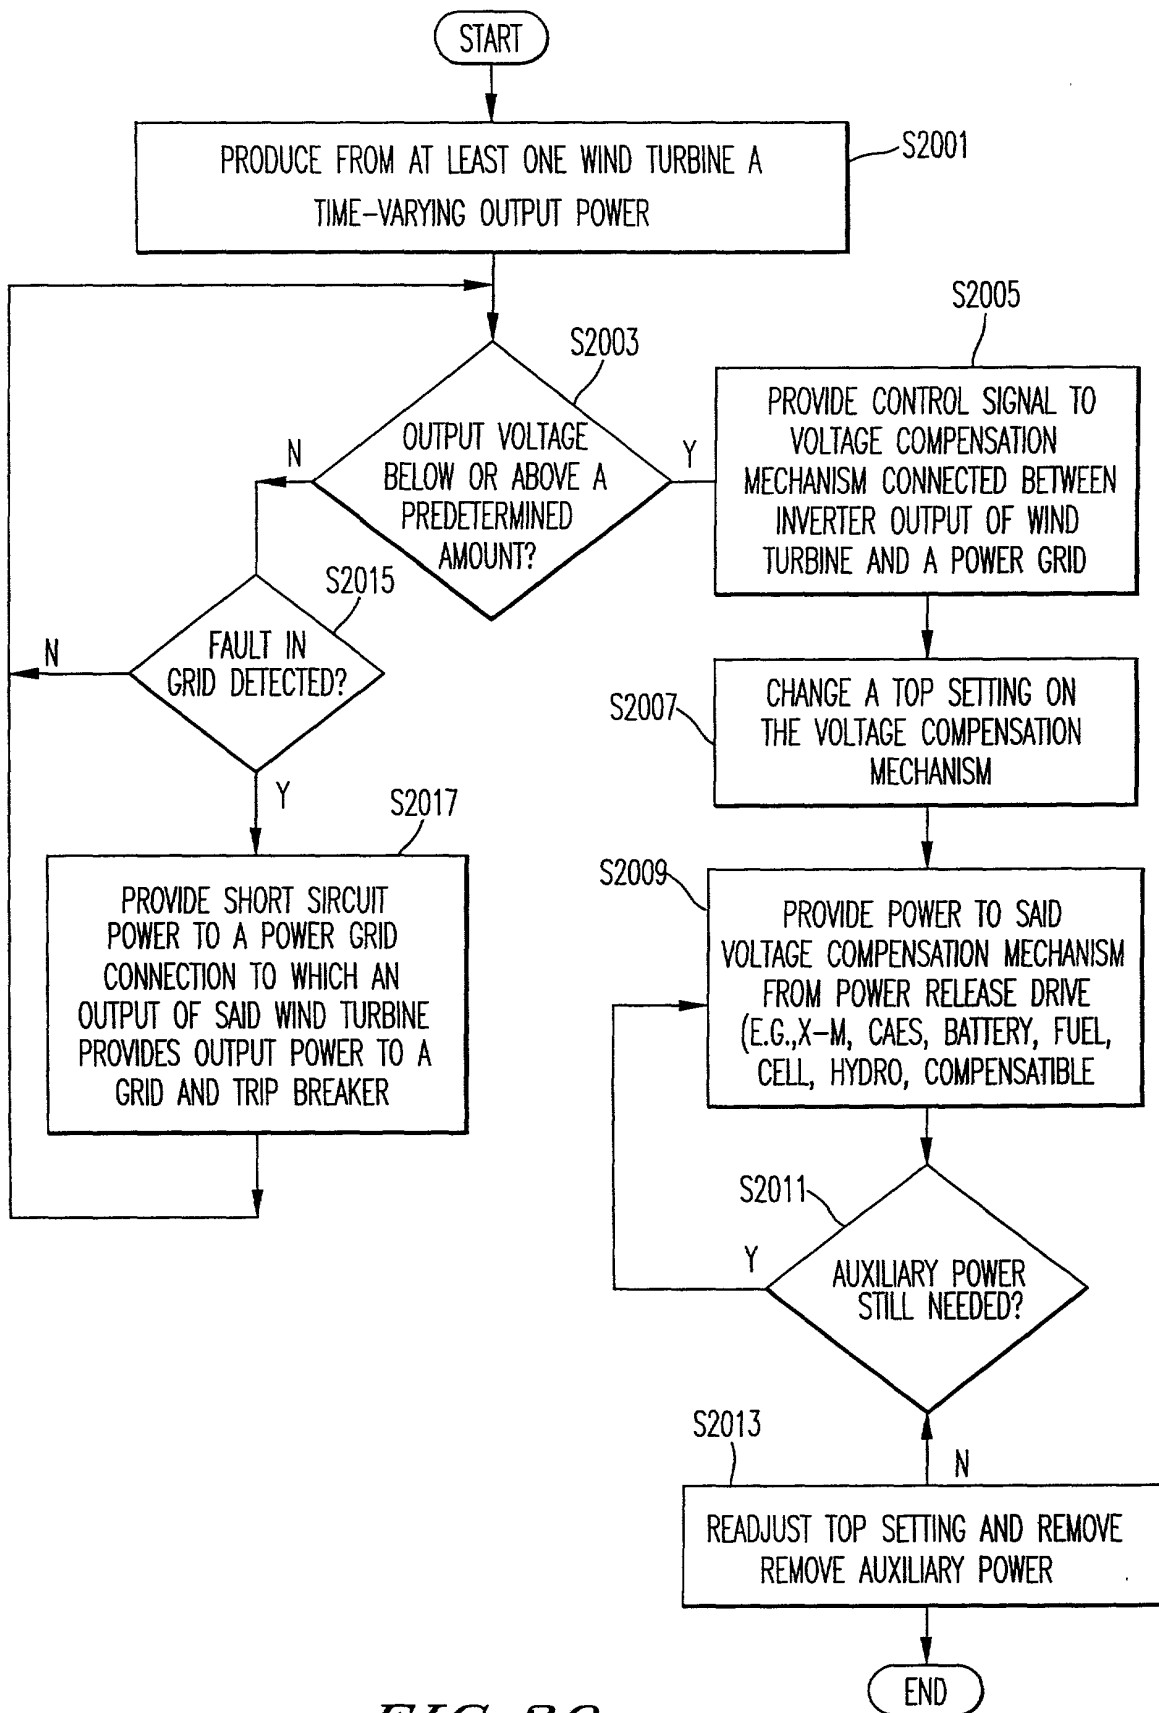 START
PRODUCE FROM AT LEAST ONE WIND TURBINE A
TIME-VARYING OUTPUT POWER
S2001
S2003
OUTPUT VOLTAGE
BELOW OR ABOVE A
PREDETERMINED
AMOUNT?
N
Y
S2005
PROVIDE CONTROL SIGNAL TO
VOLTAGE COMPENSATION
MECHANISM CONNECTED BETWEEN
INVERTER OUTPUT OF WIND
TURBINE AND A POWER GRID
S2015
FAULT IN
GRID DETECTED?
N
Y
S2007
CHANGE A TOP SETTING ON
THE VOLTAGE COMPENSATION
MECHANISM
S2017
PROVIDE SHORT SIRCUIT
POWER TO A POWER GRID
CONNECTION TO WHICH AN
OUTPUT OF SAID WIND TURBINE
PROVIDES OUTPUT POWER TO A
GRID AND TRIP BREAKER
S2009
PROVIDE POWER TO SAID
VOLTAGE COMPENSATION MECHANISM
FROM POWER RELEASE DRIVE
(E.G.,X-M, CAES, BATTERY, FUEL,
CELL, HYDRO, COMPENSATIBLE
S2011
AUXILIARY POWER
STILL NEEDED?
Y
N
S2013
READJUST TOP SETTING AND REMOVE
REMOVE AUXILIARY POWER
END